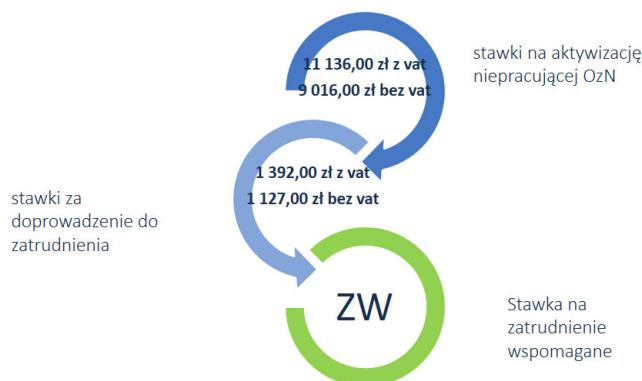 11 136,00 zł z vat
9 016,00 zł bez vat
stawki na aktywizację
niepracującej OzN
1 392,00 zł z vat
1 127,00 zł bez vat
stawki za
doprowadzenie do
zatrudnienia
ZW
Stawka na
zatrudnienie
wspomagane